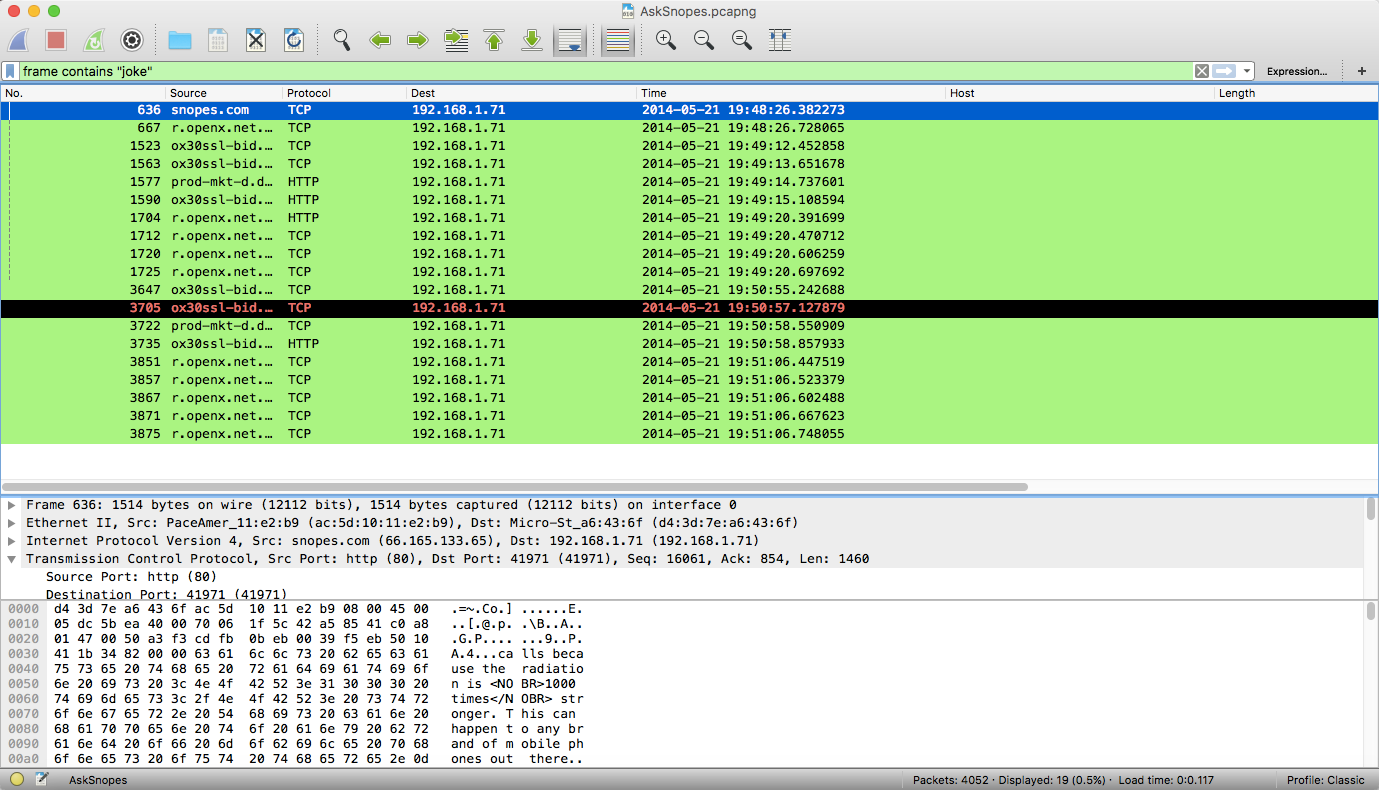 AskSnopes.pcapng
frame contains "joke"
Expression... +
No. Source Protocol Dest Time Host Length
636 snopes.com TCP 192.168.1.71 2014-05-21 19:48:26.382273
667 r.openx.net.… TCP 192.168.1.71 2014-05-21 19:48:26.728065
1523 ox30ssl-bid.… TCP 192.168.1.71 2014-05-21 19:49:12.452858
1563 ox30ssl-bid.… TCP 192.168.1.71 2014-05-21 19:49:13.651678
1577 prod-mkt-d.d… HTTP 192.168.1.71 2014-05-21 19:49:14.737601
1590 ox30ssl-bid.… HTTP 192.168.1.71 2014-05-21 19:49:15.108594
1704 r.openx.net.… HTTP 192.168.1.71 2014-05-21 19:49:20.391699
1712 r.openx.net.… TCP 192.168.1.71 2014-05-21 19:49:20.470712
1720 r.openx.net.… TCP 192.168.1.71 2014-05-21 19:49:20.606259
1725 r.openx.net.… TCP 192.168.1.71 2014-05-21 19:49:20.697692
3647 ox30ssl-bid.… TCP 192.168.1.71 2014-05-21 19:50:55.242688
3705 ox30ssl-bid.… TCP 192.168.1.71 2014-05-21 19:50:57.127879
3722 prod-mkt-d.d… TCP 192.168.1.71 2014-05-21 19:50:58.550909
3735 ox30ssl-bid.… HTTP 192.168.1.71 2014-05-21 19:50:58.857933
3851 r.openx.net.… TCP 192.168.1.71 2014-05-21 19:51:06.447519
3857 r.openx.net.… TCP 192.168.1.71 2014-05-21 19:51:06.523379
3867 r.openx.net.… TCP 192.168.1.71 2014-05-21 19:51:06.602488
3871 r.openx.net.… TCP 192.168.1.71 2014-05-21 19:51:06.667623
3875 r.openx.net.… TCP 192.168.1.71 2014-05-21 19:51:06.748055
Frame 636: 1514 bytes on wire (12112 bits), 1514 bytes captured (12112 bits) on interface 0
Ethernet II, Src: PaceAmer_11:e2:b9 (ac:5d:10:11:e2:b9), Dst: Micro-St_a6:43:6f (d4:3d:7e:a6:43:6f)
Internet Protocol Version 4, Src: snopes.com (66.165.133.65), Dst: 192.168.1.71 (192.168.1.71)
Transmission Control Protocol, Src Port: http (80), Dst Port: 41971 (41971), Seq: 16061, Ack: 854, Len: 1460
Source Port: http (80)
Destination Port: 41971 (41971)
0000 d4 3d 7e a6 43 6f ac 5d 10 11 e2 b9 08 00 45 00 .=~.Co.] ......E.
0010 05 dc 5b ea 40 00 70 06 1f 5c 42 a5 85 41 c0 a8 ..[.@.p. .\B..A..
0020 01 47 00 50 a3 f3 cd fb 0b eb 00 39 f5 eb 50 10 .G.P.... ...9..P.
0030 41 1b 34 82 00 00 63 61 6c 6c 73 20 62 65 63 61 A.4...ca lls beca
0040 75 73 65 20 74 68 65 20 72 61 64 69 61 74 69 6f use the radiatio
0050 6e 20 69 73 20 3c 4e 4f 42 52 3e 31 30 30 30 20 n is <NO BR>1000
0060 74 69 6d 65 73 3c 2f 4e 4f 42 52 3e 20 73 74 72 times</N OBR> str
0070 6f 6e 67 65 72 2e 20 54 68 69 73 20 63 61 6e 20 onger. T his can
0080 68 61 70 70 65 6e 20 74 6f 20 61 6e 79 20 62 72 happen t o any br
0090 61 6e 64 20 6f 66 20 6d 6f 62 69 6c 65 20 70 68 and of m obile ph
00a0 6f 6e 65 73 20 6f 75 74 20 74 68 65 72 65 2e 0d ones out there..
AskSnopes Packets: 4052 · Displayed: 19 (0.5%) · Load time: 0:0.117 Profile: Classic